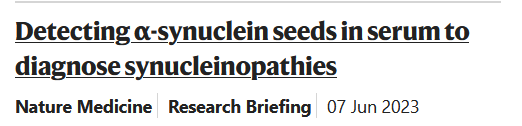 Detecting α-synuclein seeds in serum to
diagnose synucleinopathies
Nature Medicine Research Briefing 07 Jun 2023